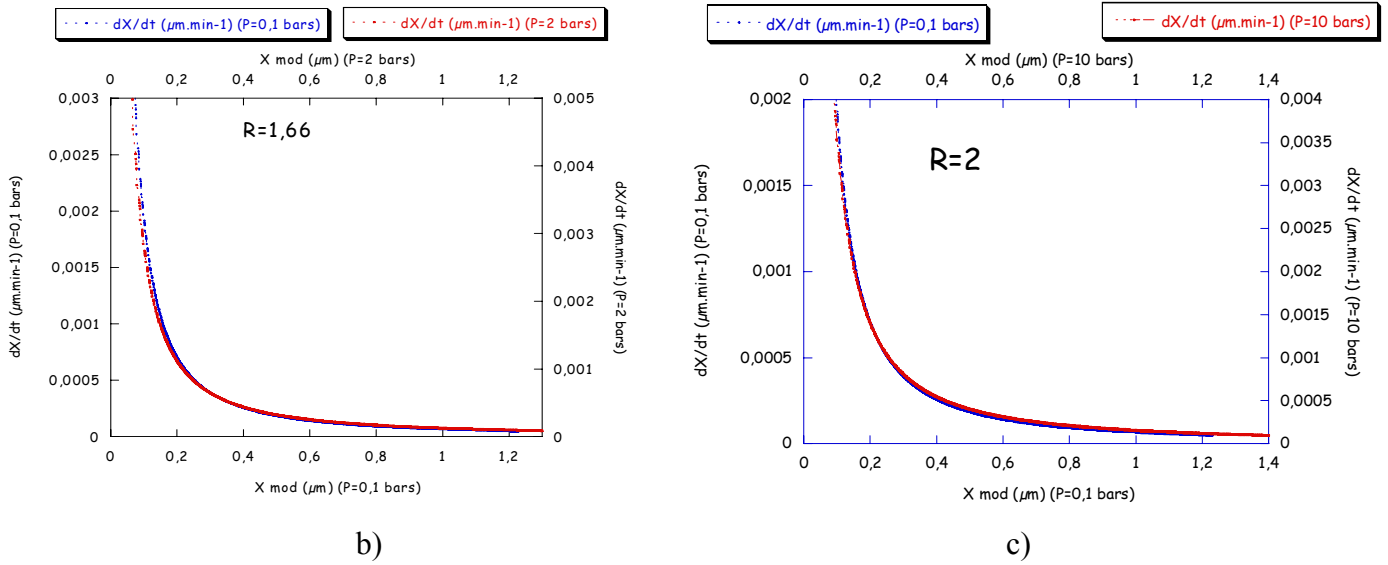 dX/dt (µm.min-1) (P=0,1 bars)
dX/dt (µm.min-1) (P=2 bars)
X mod (µm) (P=2 bars)
0 0,2 0,4 0,6 0,8 1 1,2
0,003
0,0025
0,002
0,0015
0,001
0,0005
0
dX/dt (µm.min-1) (P=0,1 bars)
R=1,66
0,005
0,004
0,003
0,002
0,001
0
dX/dt (µm.min-1) (P=2 bars)
0 0,2 0,4 0,6 0,8 1 1,2
X mod (µm) (P=0,1 bars)
b)
dX/dt (µm.min-1) (P=0,1 bars)
dX/dt (µm.min-1) (P=10 bars)
X mod (µm) (P=10 bars)
0 0,2 0,4 0,6 0,8 1 1,2 1,4
0,002
0,0015
0,001
0,0005
0
dX/dt (µm.min-1) (P=0,1 bars)
R=2
0,004
0,0035
0,003
0,0025
0,002
0,0015
0,001
0,0005
0
dX/dt (µm.min-1) (P=10 bars)
0 0,2 0,4 0,6 0,8 1 1,2 1,4
X mod (µm) (P=0,1 bars)
c)